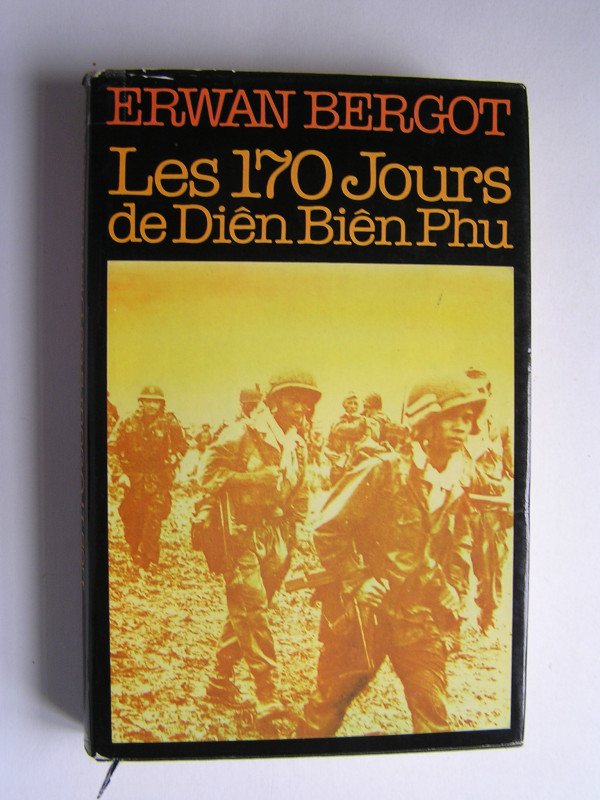 ERWAN BERGOT
Les 170 Jours
de Diên Biên Phu